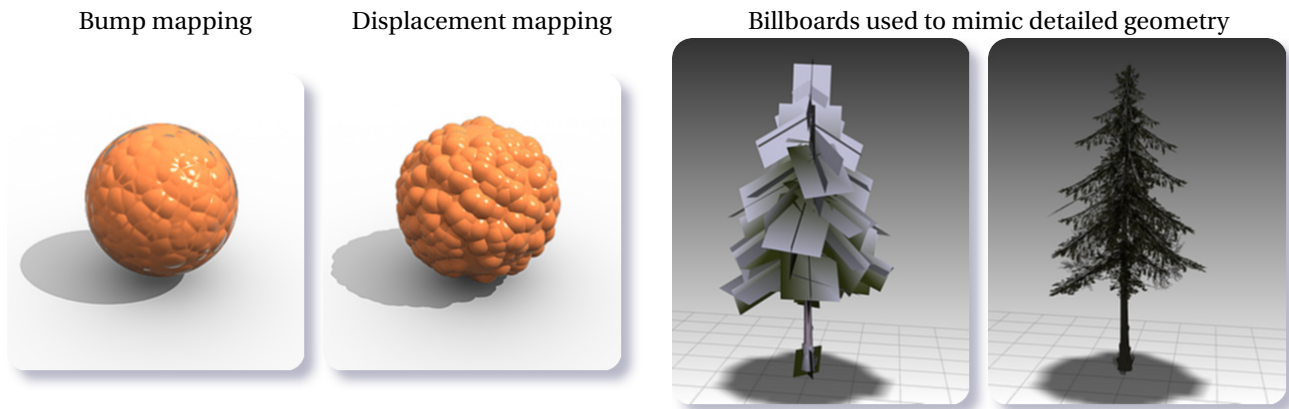 Bump mapping
Displacement mapping
Billboards used to mimic detailed geometry